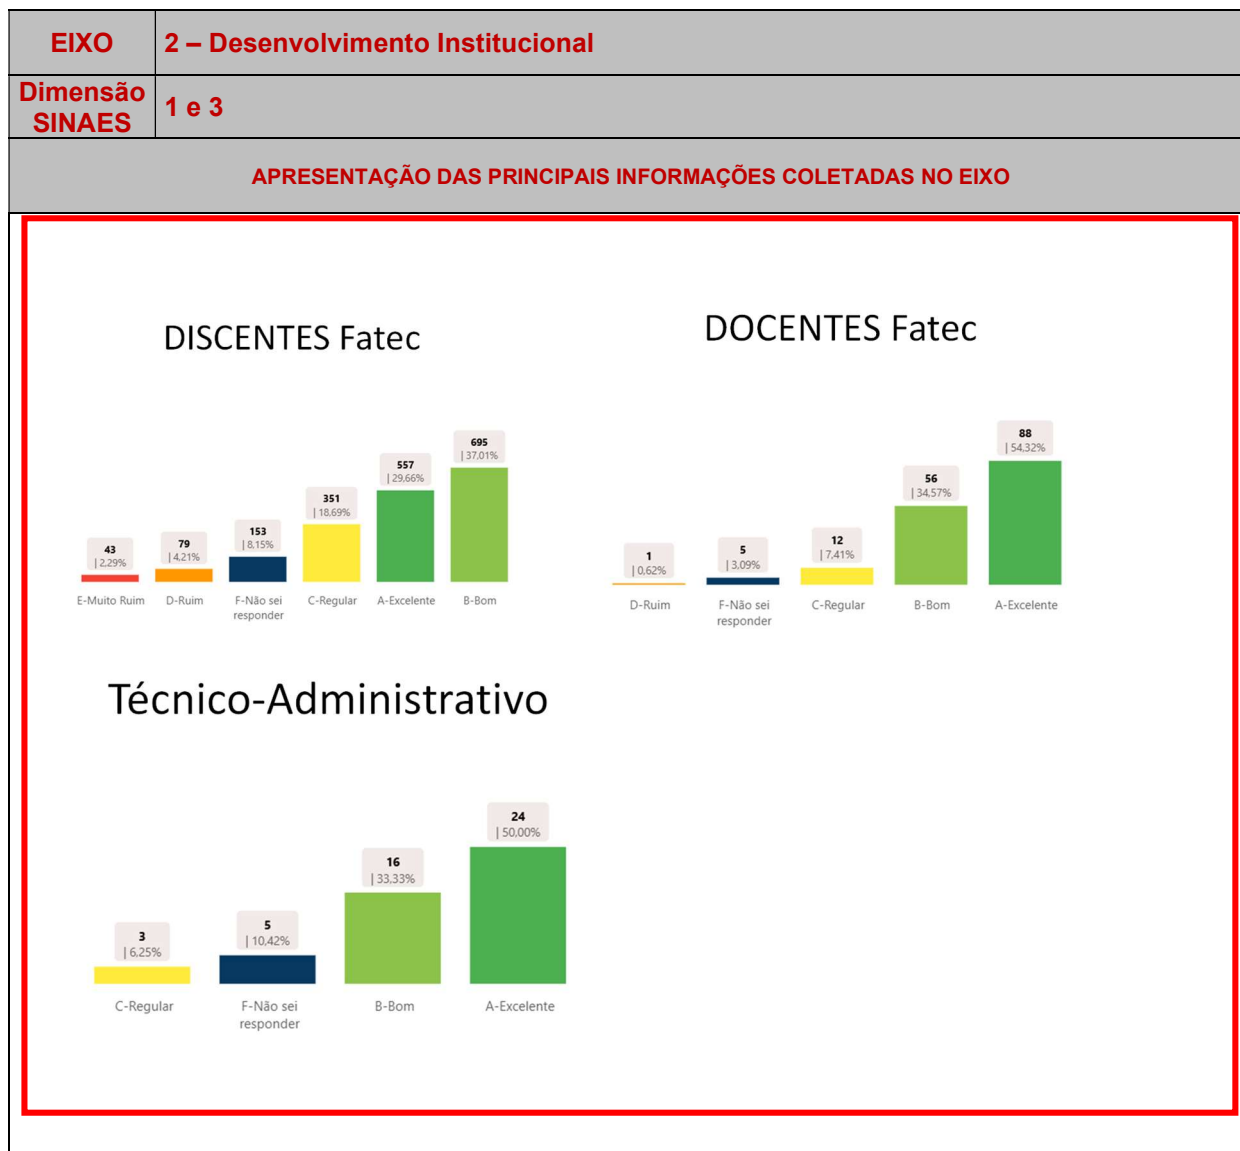 EIXO
2 – Desenvolvimento Institucional
Dimensão
SINAES
1 e 3
APRESENTAÇÃO DAS PRINCIPAIS INFORMAÇÕES COLETADAS NO EIXO
DISCENTES Fatec
43
| 2,29%
79
| 4,21%
153
| 8,15%
351
| 18,69%
557
| 29,66%
695
| 37,01%
E-Muito Ruim
D-Ruim
F-Não sei
responder
C-Regular
A-Excelente
B-Bom
DOCENTES Fatec
1
| 0,62%
5
| 3,09%
12
| 7,41%
56
| 34,57%
88
| 54,32%
D-Ruim
F-Não sei
responder
C-Regular
B-Bom
A-Excelente
Técnico-Administrativo
3
| 6,25%
5
| 10,42%
16
| 33,33%
24
| 50,00%
C-Regular
F-Não sei
responder
B-Bom
A-Excelente